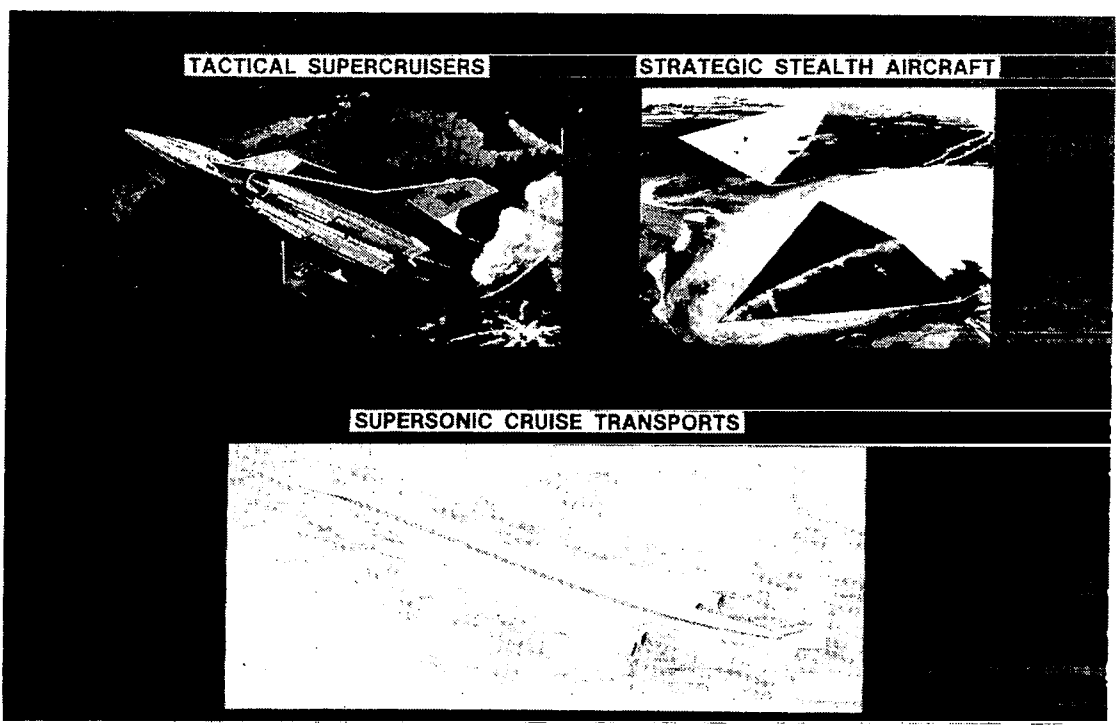 TACTICAL SUPERCRUISERS
STRATEGIC STEALTH AIRCRAFT
SUPERSONIC CRUISE TRANSPORTS